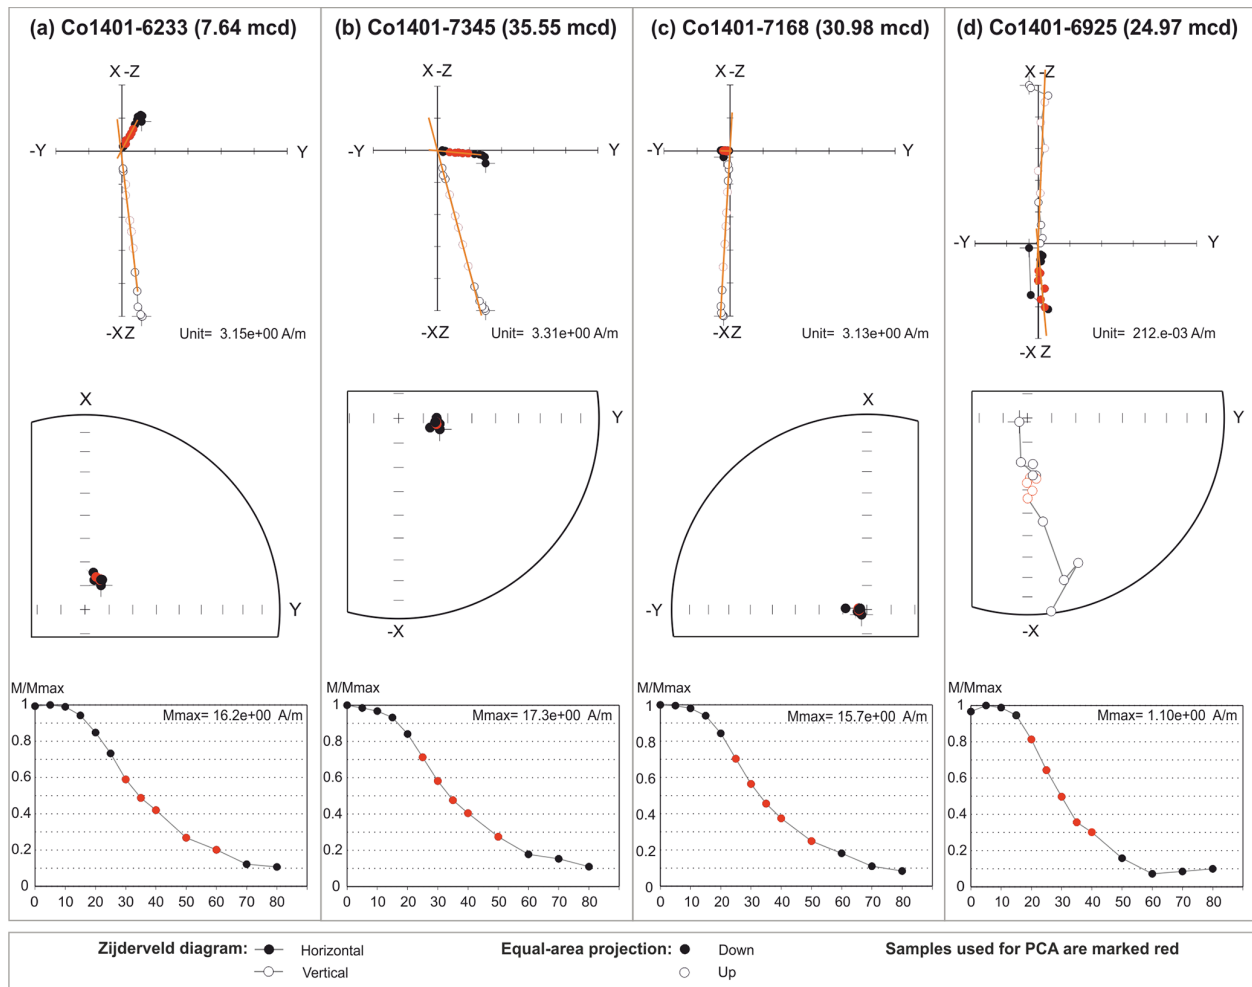 (a) Co1401-6233 (7.64 mcd)
(b) Co1401-7345 (35.55 mcd)
(c) Co1401-7168 (30.98 mcd)
(d) Co1401-6925 (24.97 mcd)
X -Z
-Y Y
-X Z
Unit= 3.15e+00 A/m
X -Z
-Y Y
-X Z
Unit= 3.31e+00 A/m
X -Z
-Y Y
-X Z
Unit= 3.13e+00 A/m
X -Z
-Y Y
-X Z
Unit= 212.e-03 A/m
X
Y
Y
-X
X
-Y
Y
-X
M/Mmax
Mmax= 16.2e+00 A/m
1
0.8
0.6
0.4
0.2
0
0 10 20 30 40 50 60 70 80
M/Mmax
Mmax= 17.3e+00 A/m
1
0.8
0.6
0.4
0.2
0
0 10 20 30 40 50 60 70 80
M/Mmax
Mmax= 15.7e+00 A/m
1
0.8
0.6
0.4
0.2
0
0 10 20 30 40 50 60 70 80
M/Mmax
Mmax= 1.10e+00 A/m
1
0.8
0.6
0.4
0.2
0
0 10 20 30 40 50 60 70 80
Zijderveld diagram: Horizontal
Vertical
Equal-area projection: Down
Up
Samples used for PCA are marked red